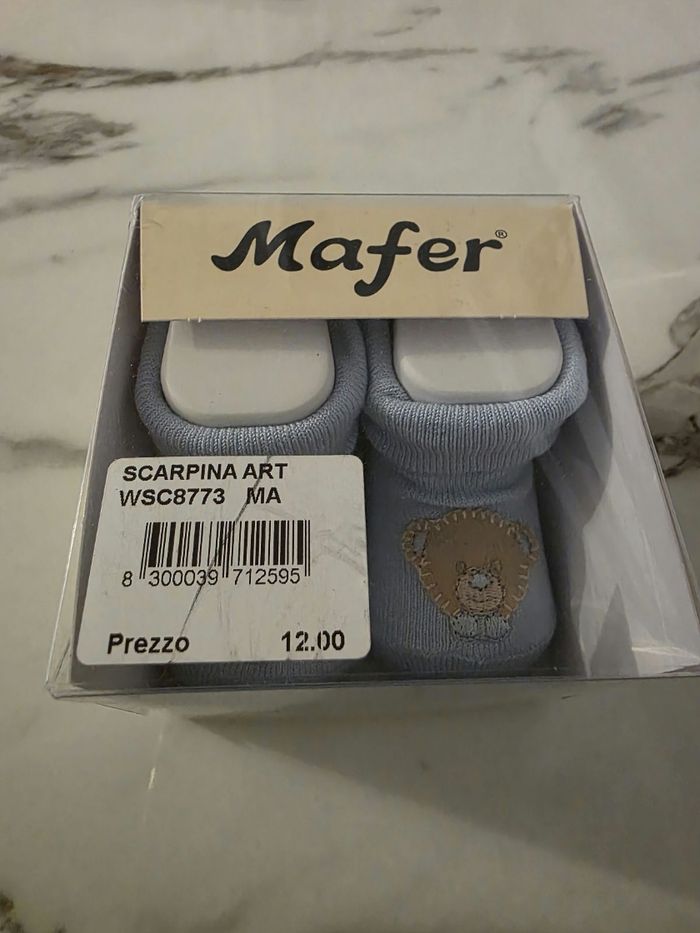 Mafer®
SCARPINA ART
WSC8773 MA
8 300039 712595
Prezzo 12.00